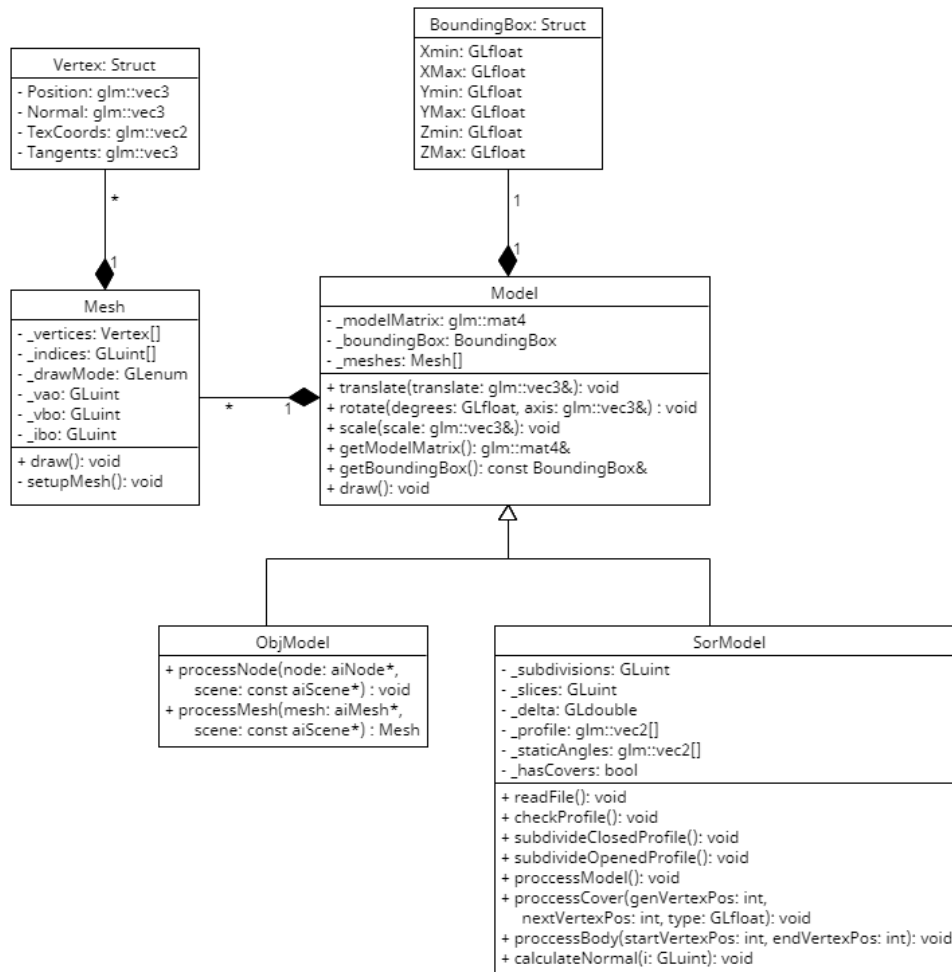 BoundingBox: Struct
Xmin: GLfloat
XMax: GLfloat
Ymin: GLfloat
YMax: GLfloat
Zmin: GLfloat
ZMax: GLfloat
Vertex: Struct
- Position: glm::vec3
- Normal: glm::vec3
- TexCoords: glm::vec2
- Tangents: glm::vec3
*
1
1
1
Mesh
- _vertices: Vertex[]
- _indices: GLuint[]
- _drawMode: GLenum
- _vao: GLuint
- _vbo: GLuint
- _ibo: GLuint
+ draw(): void
- setupMesh(): void
*
1
Model
- _modelMatrix: glm::mat4
- _boundingBox: BoundingBox
- _meshes: Mesh[]
+ translate(translate: glm::vec3&): void
+ rotate(degrees: GLfloat, axis: glm::vec3&) : void
+ scale(scale: glm::vec3&): void
+ getModelMatrix(): glm::mat4&
+ getBoundingBox(): const BoundingBox&
+ draw(): void
ObjModel
+ processNode(node: aiNode*,
scene: const aiScene*) : void
+ processMesh(mesh: aiMesh*,
scene: const aiScene*) : Mesh
SorModel
- _subdivisions: GLuint
- _slices: GLuint
- _delta: GLdouble
- _profile: glm::vec2[]
- _staticAngles: glm::vec2[]
- _hasCovers: bool
+ readFile(): void
+ checkProfile(): void
+ subdivideClosedProfile(): void
+ subdivideOpenedProfile(): void
+ proccessModel(): void
+ proccessCover(genVertexPos: int,
nextVertexPos: int, type: GLfloat): void
+ proccessBody(startVertexPos: int, endVertexPos: int): void
+ calculateNormal(i: GLuint): void